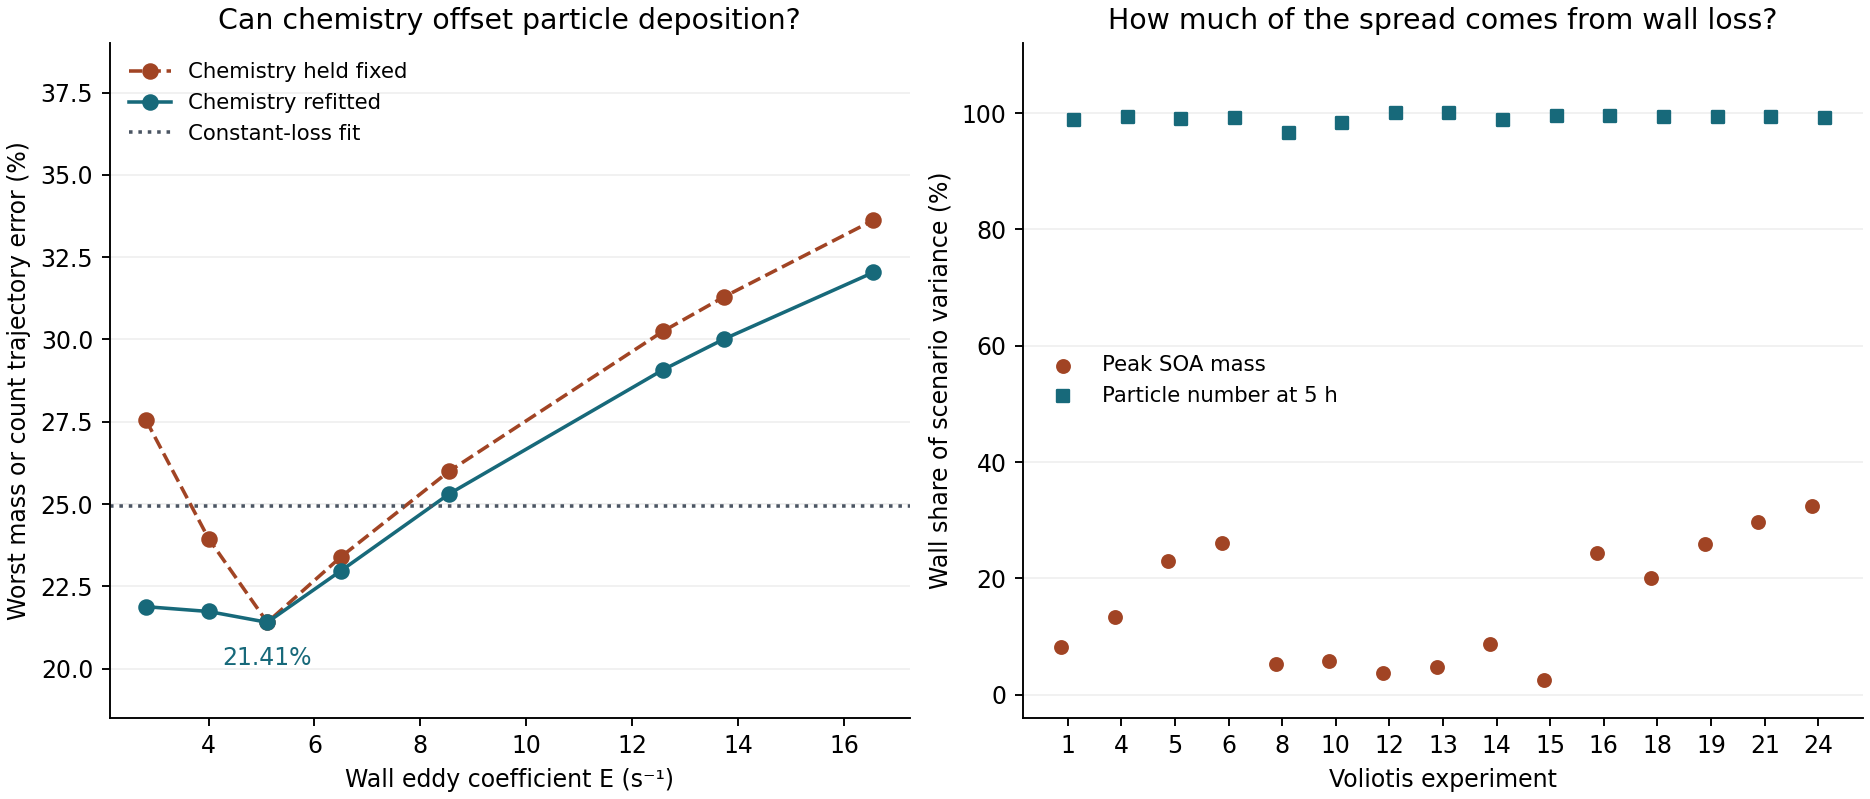 Can chemistry offset particle deposition?
Worst mass or count trajectory error (%)
37.5
35.0
32.5
30.0
27.5
25.0
22.5
20.0
Chemistry held fixed
Chemistry refitted
Constant-loss fit
21.41%
4 6 8 10 12 14 16
Wall eddy coefficient E (s⁻¹)
How much of the spread comes from wall loss?
Wall share of scenario variance (%)
100
80
60
40
20
0
Peak SOA mass
Particle number at 5 h
1 4 5 6 8 10 12 13 14 15 16 18 19 21 24
Voliotis experiment